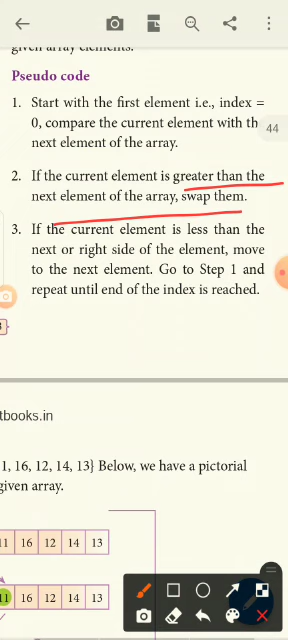 given array elements.
Pseudo code
1. Start with the first element i.e., index =
0, compare the current element with th
44
next element of the array.
2. If the current element is greater than the
next element of the array, swap them.
3. If the current element is less than the
next or right side of the element, move
to the next element. Go to Step 1 and
repeat until end of the index is reached.
tbooks.in
1, 16, 12, 14, 13} Below, we have a pictorial
given array.
11 16 12 14 13
11 16 12 14 13